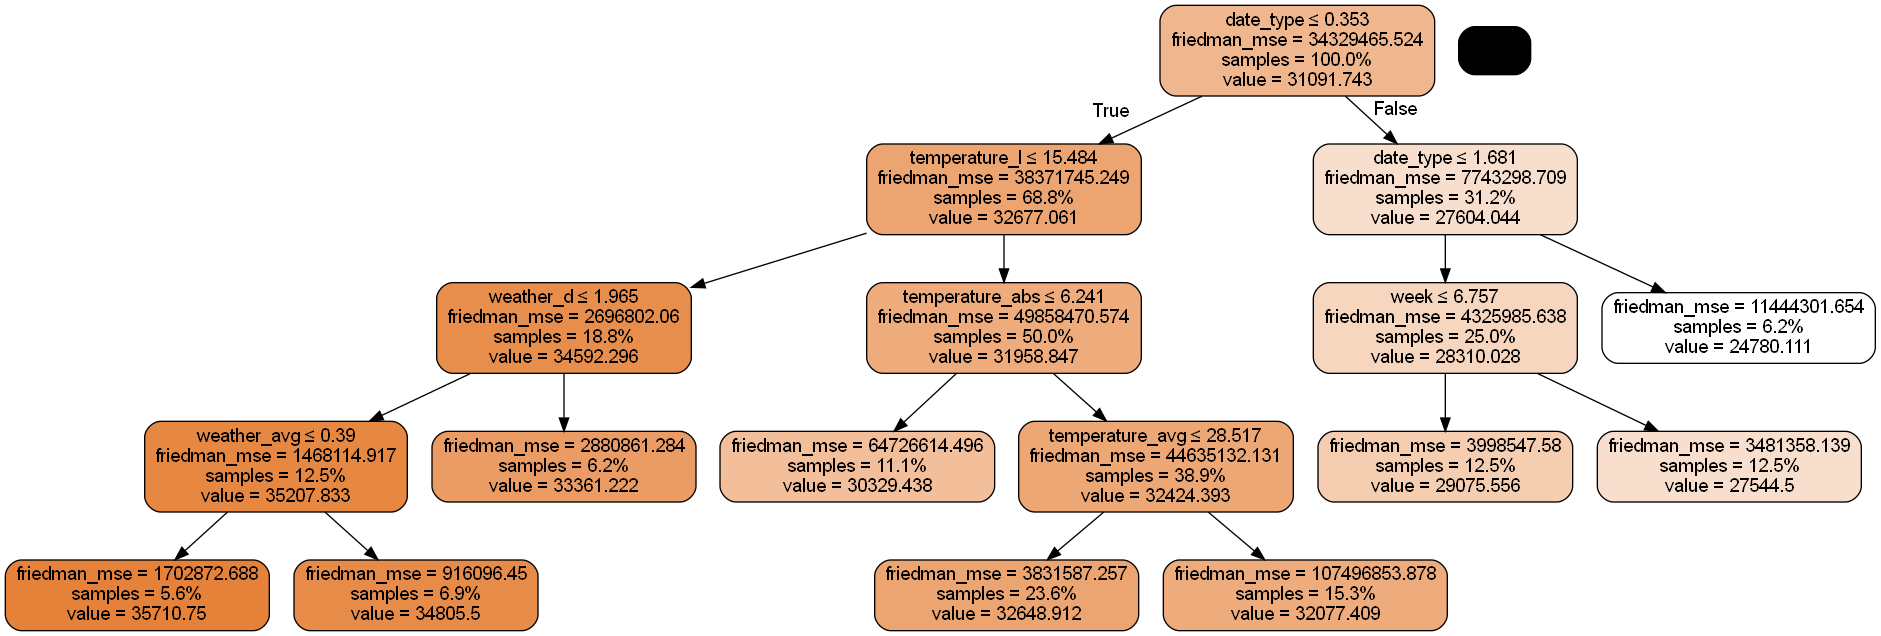 date_type ≤ 0.353
friedman_mse = 34329465.524
samples = 100.0%
value = 31091.743
True
False
temperature_l ≤ 15.484
friedman_mse = 38371745.249
samples = 68.8%
value = 32677.061
date_type ≤ 1.681
friedman_mse = 7743298.709
samples = 31.2%
value = 27604.044
weather_d ≤ 1.965
friedman_mse = 2696802.06
samples = 18.8%
value = 34592.296
temperature_abs ≤ 6.241
friedman_mse = 49858470.574
samples = 50.0%
value = 31958.847
week ≤ 6.757
friedman_mse = 4325985.638
samples = 25.0%
value = 28310.028
friedman_mse = 11444301.654
samples = 6.2%
value = 24780.111
weather_avg ≤ 0.39
friedman_mse = 1468114.917
samples = 12.5%
value = 35207.833
friedman_mse = 2880861.284
samples = 6.2%
value = 33361.222
friedman_mse = 64726614.496
samples = 11.1%
value = 30329.438
temperature_avg ≤ 28.517
friedman_mse = 44635132.131
samples = 38.9%
value = 32424.393
friedman_mse = 3998547.58
samples = 12.5%
value = 29075.556
friedman_mse = 3481358.139
samples = 12.5%
value = 27544.5
friedman_mse = 1702872.688
samples = 5.6%
value = 35710.75
friedman_mse = 916096.45
samples = 6.9%
value = 34805.5
friedman_mse = 3831587.257
samples = 23.6%
value = 32648.912
friedman_mse = 107496853.878
samples = 15.3%
value = 32077.409